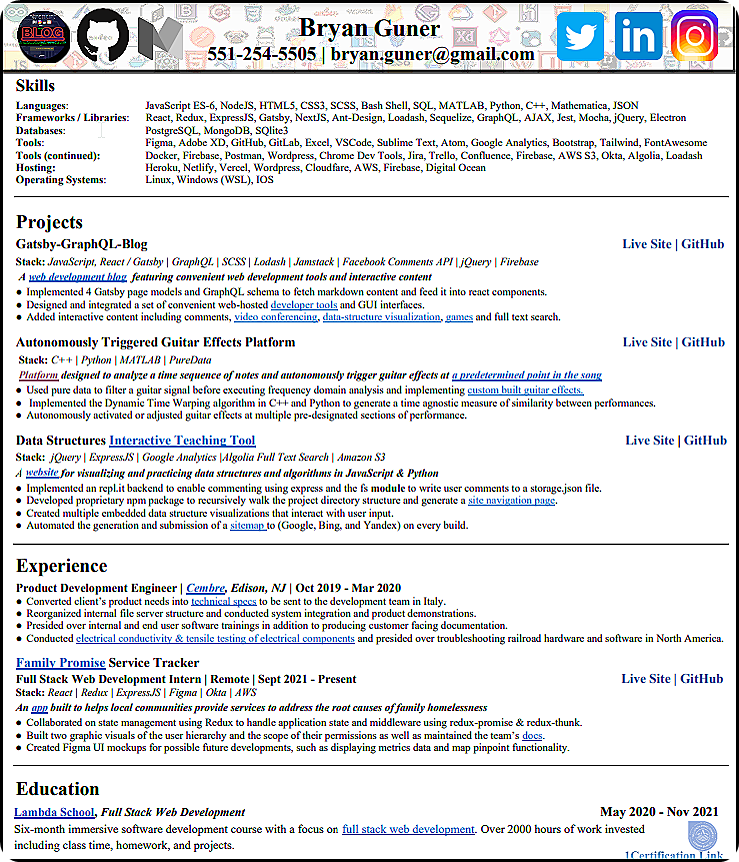 BLOG
Bryan Guner
551-254-5505 | bryan.guner@gmail.com
Skills
Languages: JavaScript ES-6, NodeJS, HTML5, CSS3, SCSS, Bash Shell, SQL, MATLAB, Python, C++, Mathematica, JSON
Frameworks / Libraries: React, Redux, ExpressJS, Gatsby, NextJS, Ant-Design, Loadash, Sequelize, GraphQL, AJAX, Jest, Mocha, jQuery, Electron
Databases: PostgreSQL, MongoDB, SQlite3
Tools: Figma, Adobe XD, GitHub, GitLab, Excel, VSCode, Sublime Text, Atom, Google Analytics, Bootstrap, Tailwind, FontAwesome
Tools (continued): Docker, Firebase, Postman, Wordpress, Chrome Dev Tools, Jira, Trello, Confluence, Firebase, AWS S3, Okta, Algolia, Loadash
Hosting: Heroku, Netlify, Vercel, Wordpress, Cloudfare, AWS, Firebase, Digital Ocean
Operating Systems: Linux, Windows (WSL), IOS
Projects
Gatsby-GraphQL-Blog Live Site | GitHub
Stack: JavaScript, React / Gatsby | GraphQL | SCSS | Lodash | Jamstack | Facebook Comments API | jQuery | Firebase
A web development blog featuring convenient web development tools and interactive content
● Implemented 4 Gatsby page models and GraphQL schema to fetch markdown content and feed it into react components.
● Designed and integrated a set of convenient web-hosted developer tools and GUI interfaces.
● Added interactive content including comments, video conferencing, data-structure visualization, games and full text search.
Autonomously Triggered Guitar Effects Platform Live Site | GitHub
Stack: C++ | Python | MATLAB | PureData
Platform designed to analyze a time sequence of notes and autonomously trigger guitar effects at a predetermined point in the song
● Used pure data to filter a guitar signal before executing frequency domain analysis and implementing custom built guitar effects.
● Implemented the Dynamic Time Warping algorithm in C++ and Python to generate a time agnostic measure of similarity between performances.
● Autonomously activated or adjusted guitar effects at multiple pre-designated sections of performance.
Data Structures Interactive Teaching Tool Live Site | GitHub
Stack: jQuery | ExpressJS | Google Analytics |Algolia Full Text Search | Amazon S3
A website for visualizing and practicing data structures and algorithms in JavaScript & Python
● Implemented an repl.it backend to enable commenting using express and the fs module to write user comments to a storage.json file.
● Developed proprietary npm package to recursively walk the project directory structure and generate a site navigation page.
● Created multiple embedded data structure visualizations that interact with user input.
● Automated the generation and submission of a sitemap to (Google, Bing, and Yandex) on every build.
Experience
Product Development Engineer | Cembre, Edison, NJ | Oct 2019 - Mar 2020
● Converted client's product needs into technical specs to be sent to the development team in Italy.
● Reorganized internal file server structure and conducted system integration and product demonstrations.
● Presided over internal and end user software trainings in addition to producing customer facing documentation.
● Conducted electrical conductivity & tensile testing of electrical components and presided over troubleshooting railroad hardware and software in North America.
Family Promise Service Tracker
Full Stack Web Development Intern | Remote | Sept 2021 - Present Live Site | GitHub
Stack: React | Redux | ExpressJS | Figma | Okta | AWS
An app built to helps local communities provide services to address the root causes of family homelessness
● Collaborated on state management using Redux to handle application state and middleware using redux-promise & redux-thunk.
● Built two graphic visuals of the user hierarchy and the scope of their permissions as well as maintained the team's docs.
● Created Figma UI mockups for possible future developments, such as displaying metrics data and map pinpoint functionality.
Education
Lambda School, Full Stack Web Development May 2020 - Nov 2021
Six-month immersive software development course with a focus on full stack web development. Over 2000 hours of work invested
including class time, homework, and projects.
1Certification Link